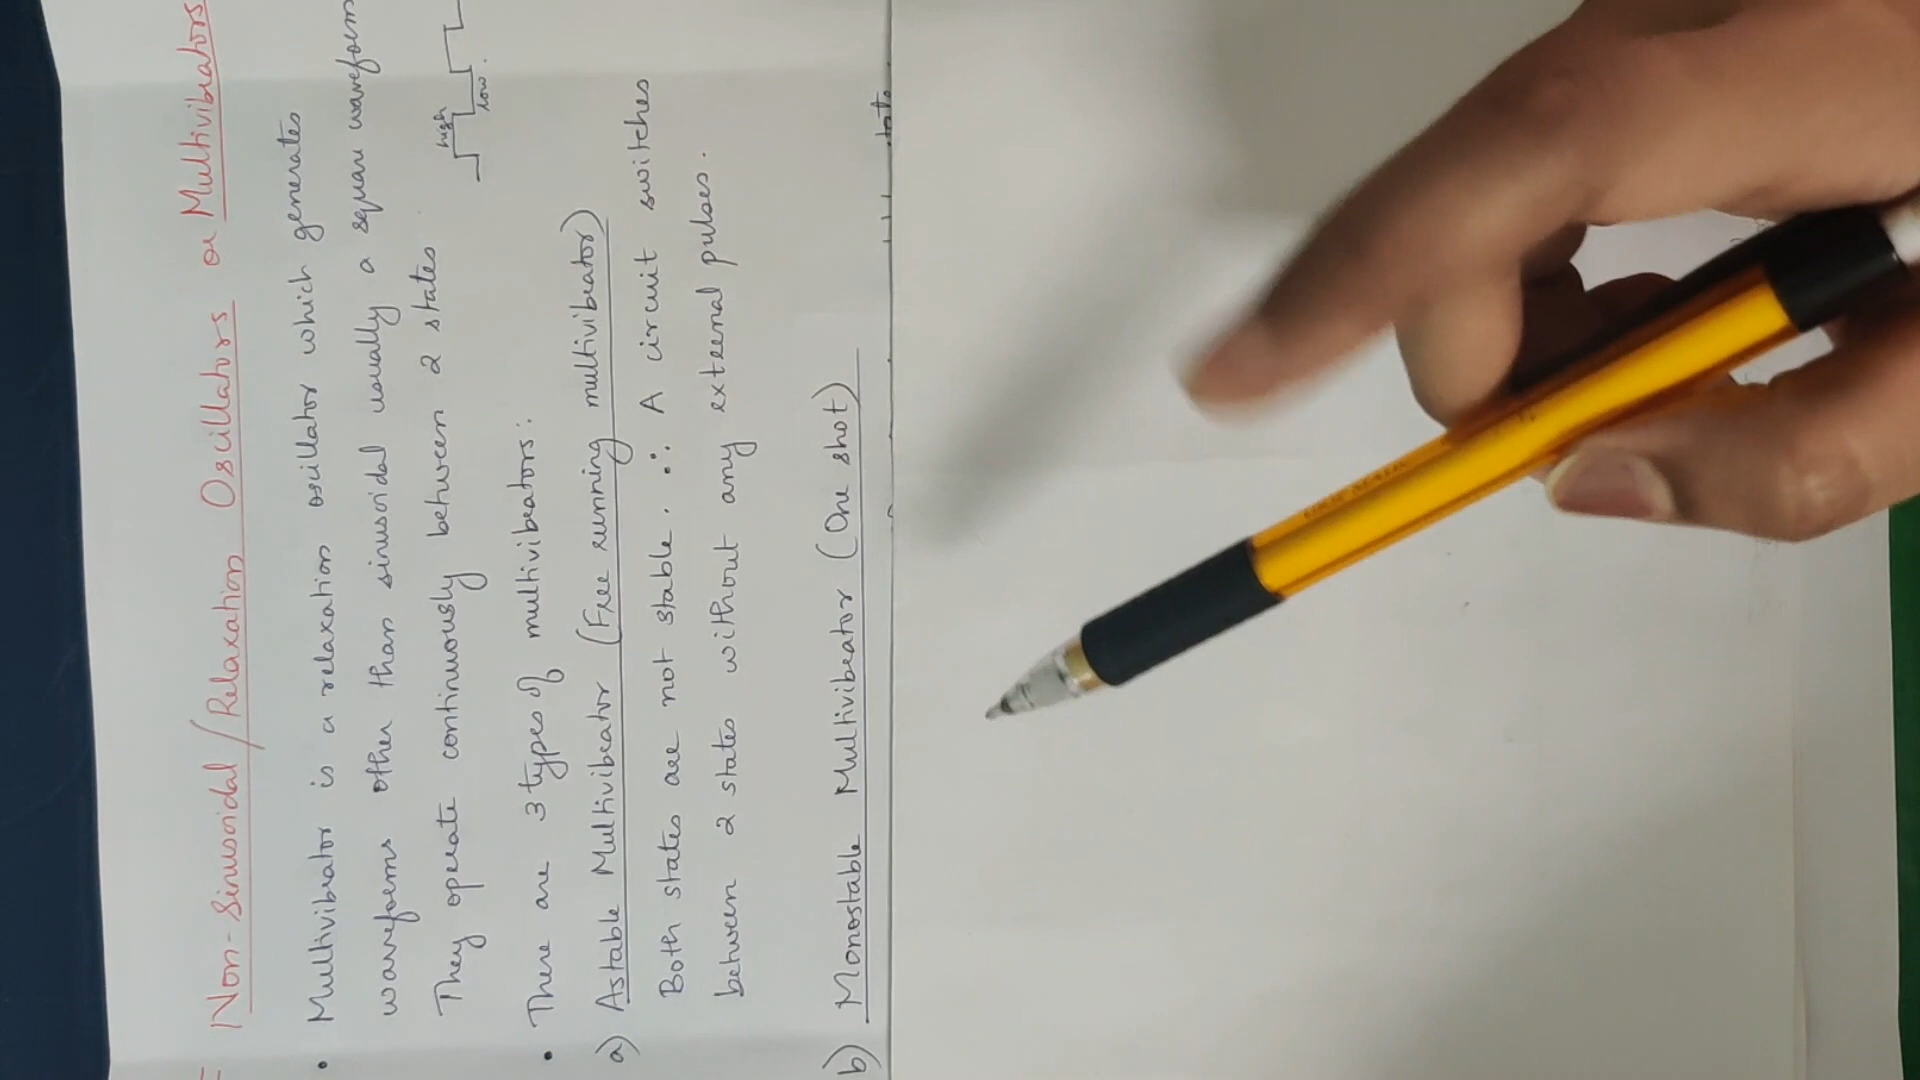 Non-Sinusoidal/Relaxation Oscillators or Multivibrators
• Multivibrator is a relaxation oscillator which generates
waveforms other than sinusoidal usually a square waveform
They operate continuously between 2 states
high
low.
• There are 3 types of multivibrators:
a) Astable Multivibrator (Free running multivibrator)
Both states are not stable. ∴ A circuit switches
between 2 states without any external pulses.
b) Monostable Multivibrator (One shot)